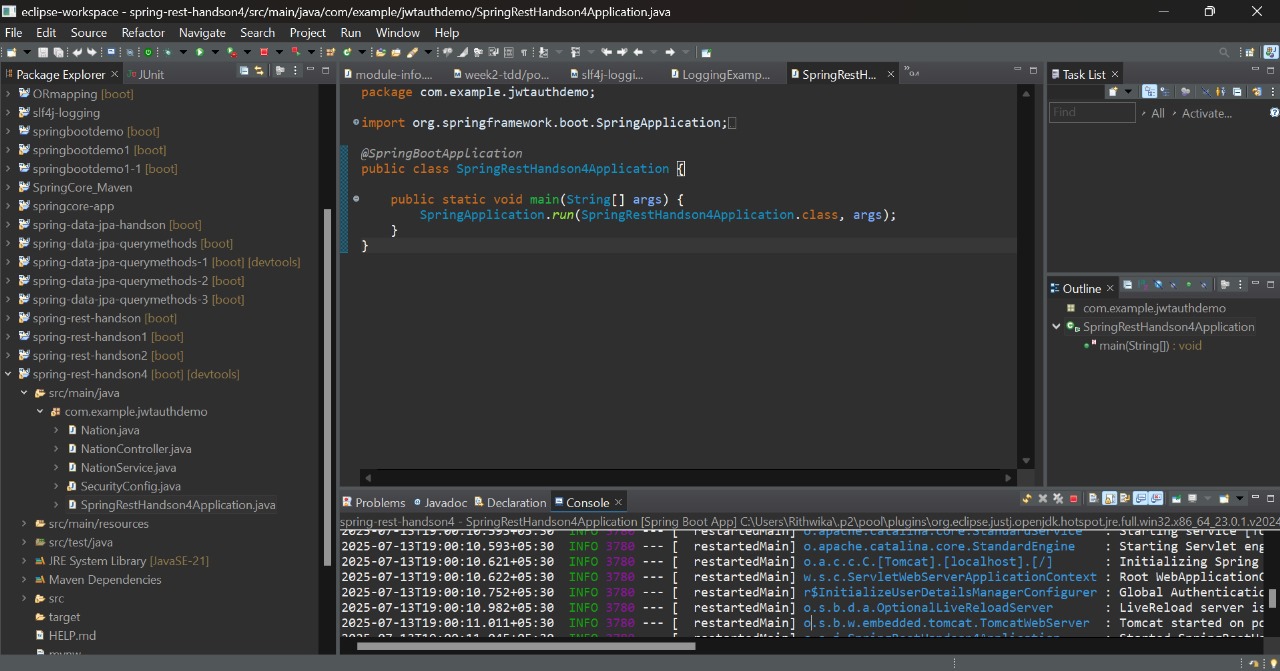 eclipse-workspace - spring-rest-handson4/src/main/java/com/example/jwtauthdemo/SpringRestHandson4Application.java
File Edit Source Refactor Navigate Search Project Run Window Help
Package Explorer JUnit
ORmapping [boot]
slf4j-logging
springbootdemo [boot]
springbootdemo1 [boot]
springbootdemo1-1 [boot]
SpringCore_Maven
springcore-app
spring-data-jpa-handson [boot]
spring-data-jpa-querymethods [boot]
spring-data-jpa-querymethods-1 [boot] [devtools]
spring-data-jpa-querymethods-2 [boot]
spring-data-jpa-querymethods-3 [boot]
spring-rest-handson [boot]
spring-rest-handson1 [boot]
spring-rest-handson2 [boot]
spring-rest-handson4 [boot] [devtools]
src/main/java
com.example.jwtauthdemo
Nation.java
NationController.java
NationService.java
SecurityConfig.java
SpringRestHandson4Application.java
src/main/resources
src/test/java
JRE System Library [JavaSE-21]
Maven Dependencies
src
target
HELP.md
module-info.... week2-tdd/po... slf4j-loggi... LoggingExamp... SpringRestH...
package com.example.jwtauthdemo;
import org.springframework.boot.SpringApplication;
@SpringBootApplication
public class SpringRestHandson4Application {
public static void main(String[] args) {
SpringApplication.run(SpringRestHandson4Application.class, args);
}
}
Task List
Find All Activate...
Outline
com.example.jwtauthdemo
SpringRestHandson4Application
main(String[]) : void
Problems Javadoc Declaration Console
spring-rest-handson4 - SpringRestHandson4Application [Spring Boot App] C:\Users\Rithwika\.p2\pool\plugins\org.eclipse.justj.openjdk.hotspot.jre.full.win32.x86_64_23.0.1.v2024
2025-07-13T19:00:10.593+05:30 INFO 3780 --- [ restartedMain] o.apache.catalina.core.StandardService : Starting service [To
2025-07-13T19:00:10.593+05:30 INFO 3780 --- [ restartedMain] o.apache.catalina.core.StandardEngine : Starting Servlet eng
2025-07-13T19:00:10.621+05:30 INFO 3780 --- [ restartedMain] o.a.c.c.C.[Tomcat].[localhost].[/] : Initializing Spring
2025-07-13T19:00:10.622+05:30 INFO 3780 --- [ restartedMain] w.s.c.ServletWebServerApplicationContext : Root WebApplicationC
2025-07-13T19:00:10.752+05:30 INFO 3780 --- [ restartedMain] r$InitializeUserDetailsManagerConfigurer : Global Authenticatic
2025-07-13T19:00:10.982+05:30 INFO 3780 --- [ restartedMain] o.s.b.d.a.OptionalLiveReloadServer : LiveReload server is
2025-07-13T19:00:11.011+05:30 INFO 3780 --- [ restartedMain] o.s.b.w.embedded.tomcat.TomcatWebServer : Tomcat started on po